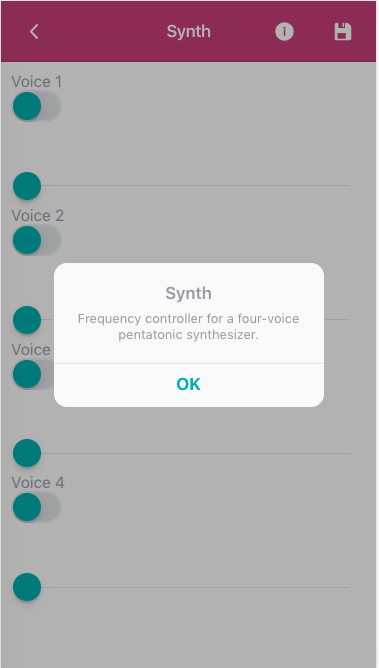 Synth
Voice 1
Voice 2
Synth
Frequency controller for a four-voice
pentatonic synthesizer.
Voice
OK
Voice 4